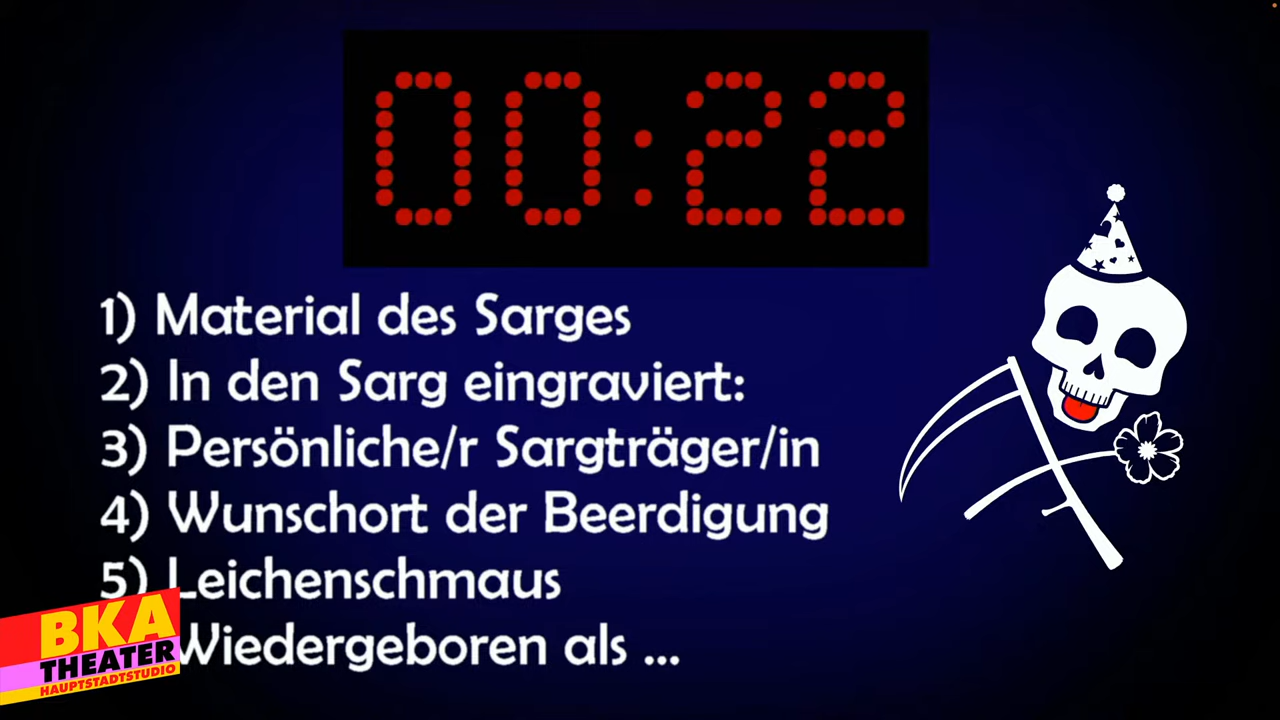 00:22
1) Material des Sarges
2) In den Sarg eingraviert:
3) Persönliche/r Sargträger/in
4) Wunschort der Beerdigung
5) Leichenschmaus
Wiedergeboren als ...
BKA
THEATER
HAUPTSTADTSTUDIO